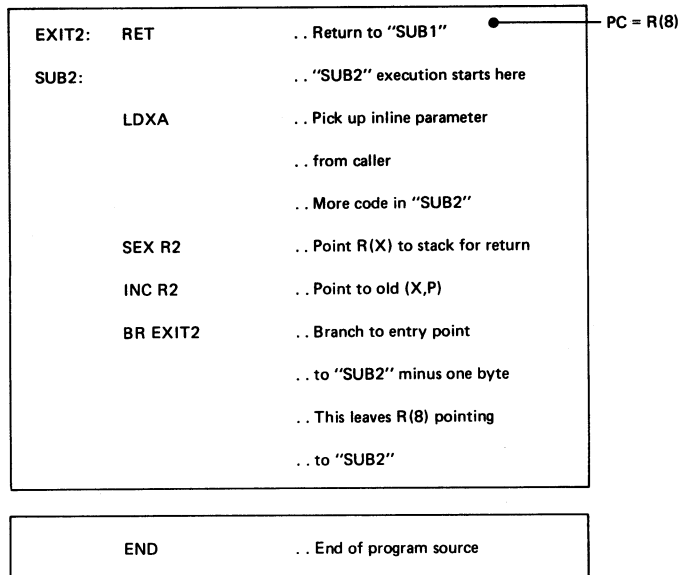 EXIT2: RET . . Return to "SUB1" PC = R(8)
SUB2: . . "SUB2" execution starts here
LDXA . . Pick up inline parameter
. . from caller
. . More code in "SUB2"
SEX R2 . . Point R(X) to stack for return
INC R2 . . Point to old (X,P)
BR EXIT2 . . Branch to entry point
. . to "SUB2" minus one byte
. . This leaves R(8) pointing
. . to "SUB2"
END . . End of program source